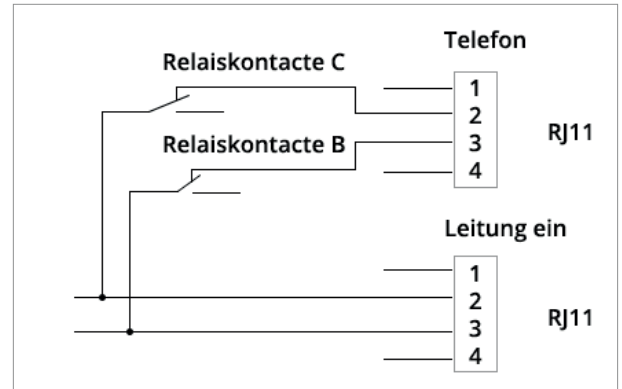 Telefon
Relaiskontacte C
1
2
3
4
RJ11
Relaiskontacte B
Leitung ein
1
2
3
4
RJ11